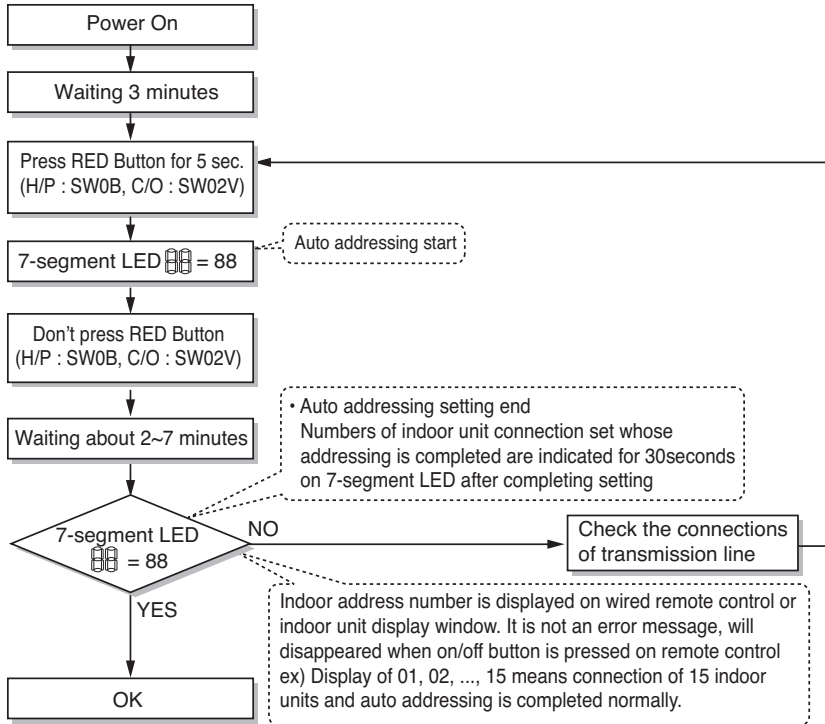 Power On
Waiting 3 minutes
Press RED Button for 5 sec.
(H/P : SW0B, C/O : SW02V)
7-segment LED 88 = 88
Auto addressing start
Don't press RED Button
(H/P : SW0B, C/O : SW02V)
Waiting about 2~7 minutes
• Auto addressing setting end
Numbers of indoor unit connection set whose
addressing is completed are indicated for 30seconds
on 7-segment LED after completing setting
7-segment LED
88 = 88
NO
Check the connections
of transmission line
YES
Indoor address number is displayed on wired remote control or
indoor unit display window. It is not an error message, will
disappeared when on/off button is pressed on remote control
ex) Display of 01, 02, ..., 15 means connection of 15 indoor
units and auto addressing is completed normally.
OK